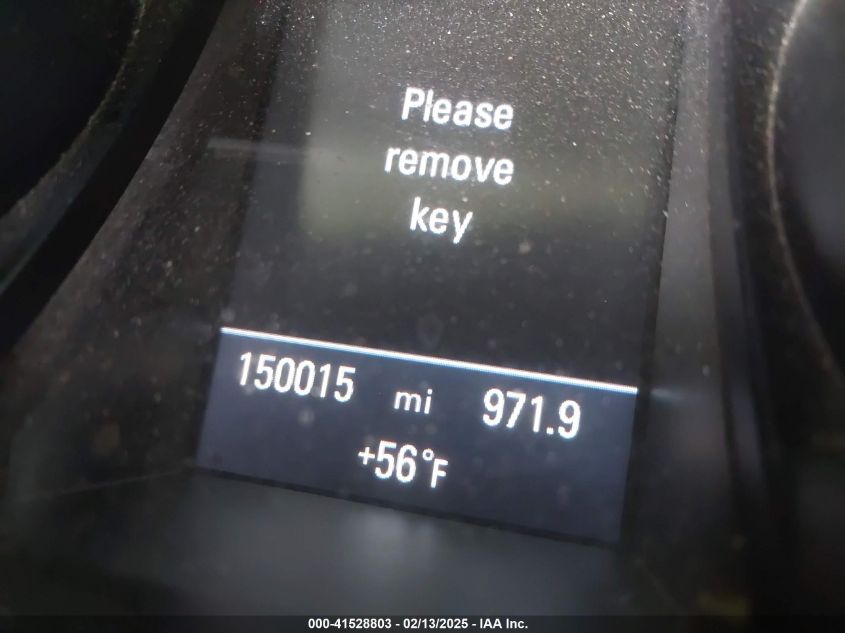 Please
remove
key
150015 mi 971.9
+56°F
000-41528803 - 02/13/2025 - IAA Inc.